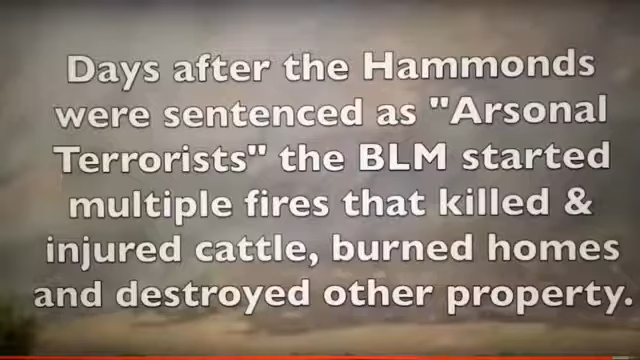 Days after the Hammonds
were sentenced as "Arsonal
Terrorists" the BLM started
multiple fires that killed &
injured cattle, burned homes
and destroyed other property.